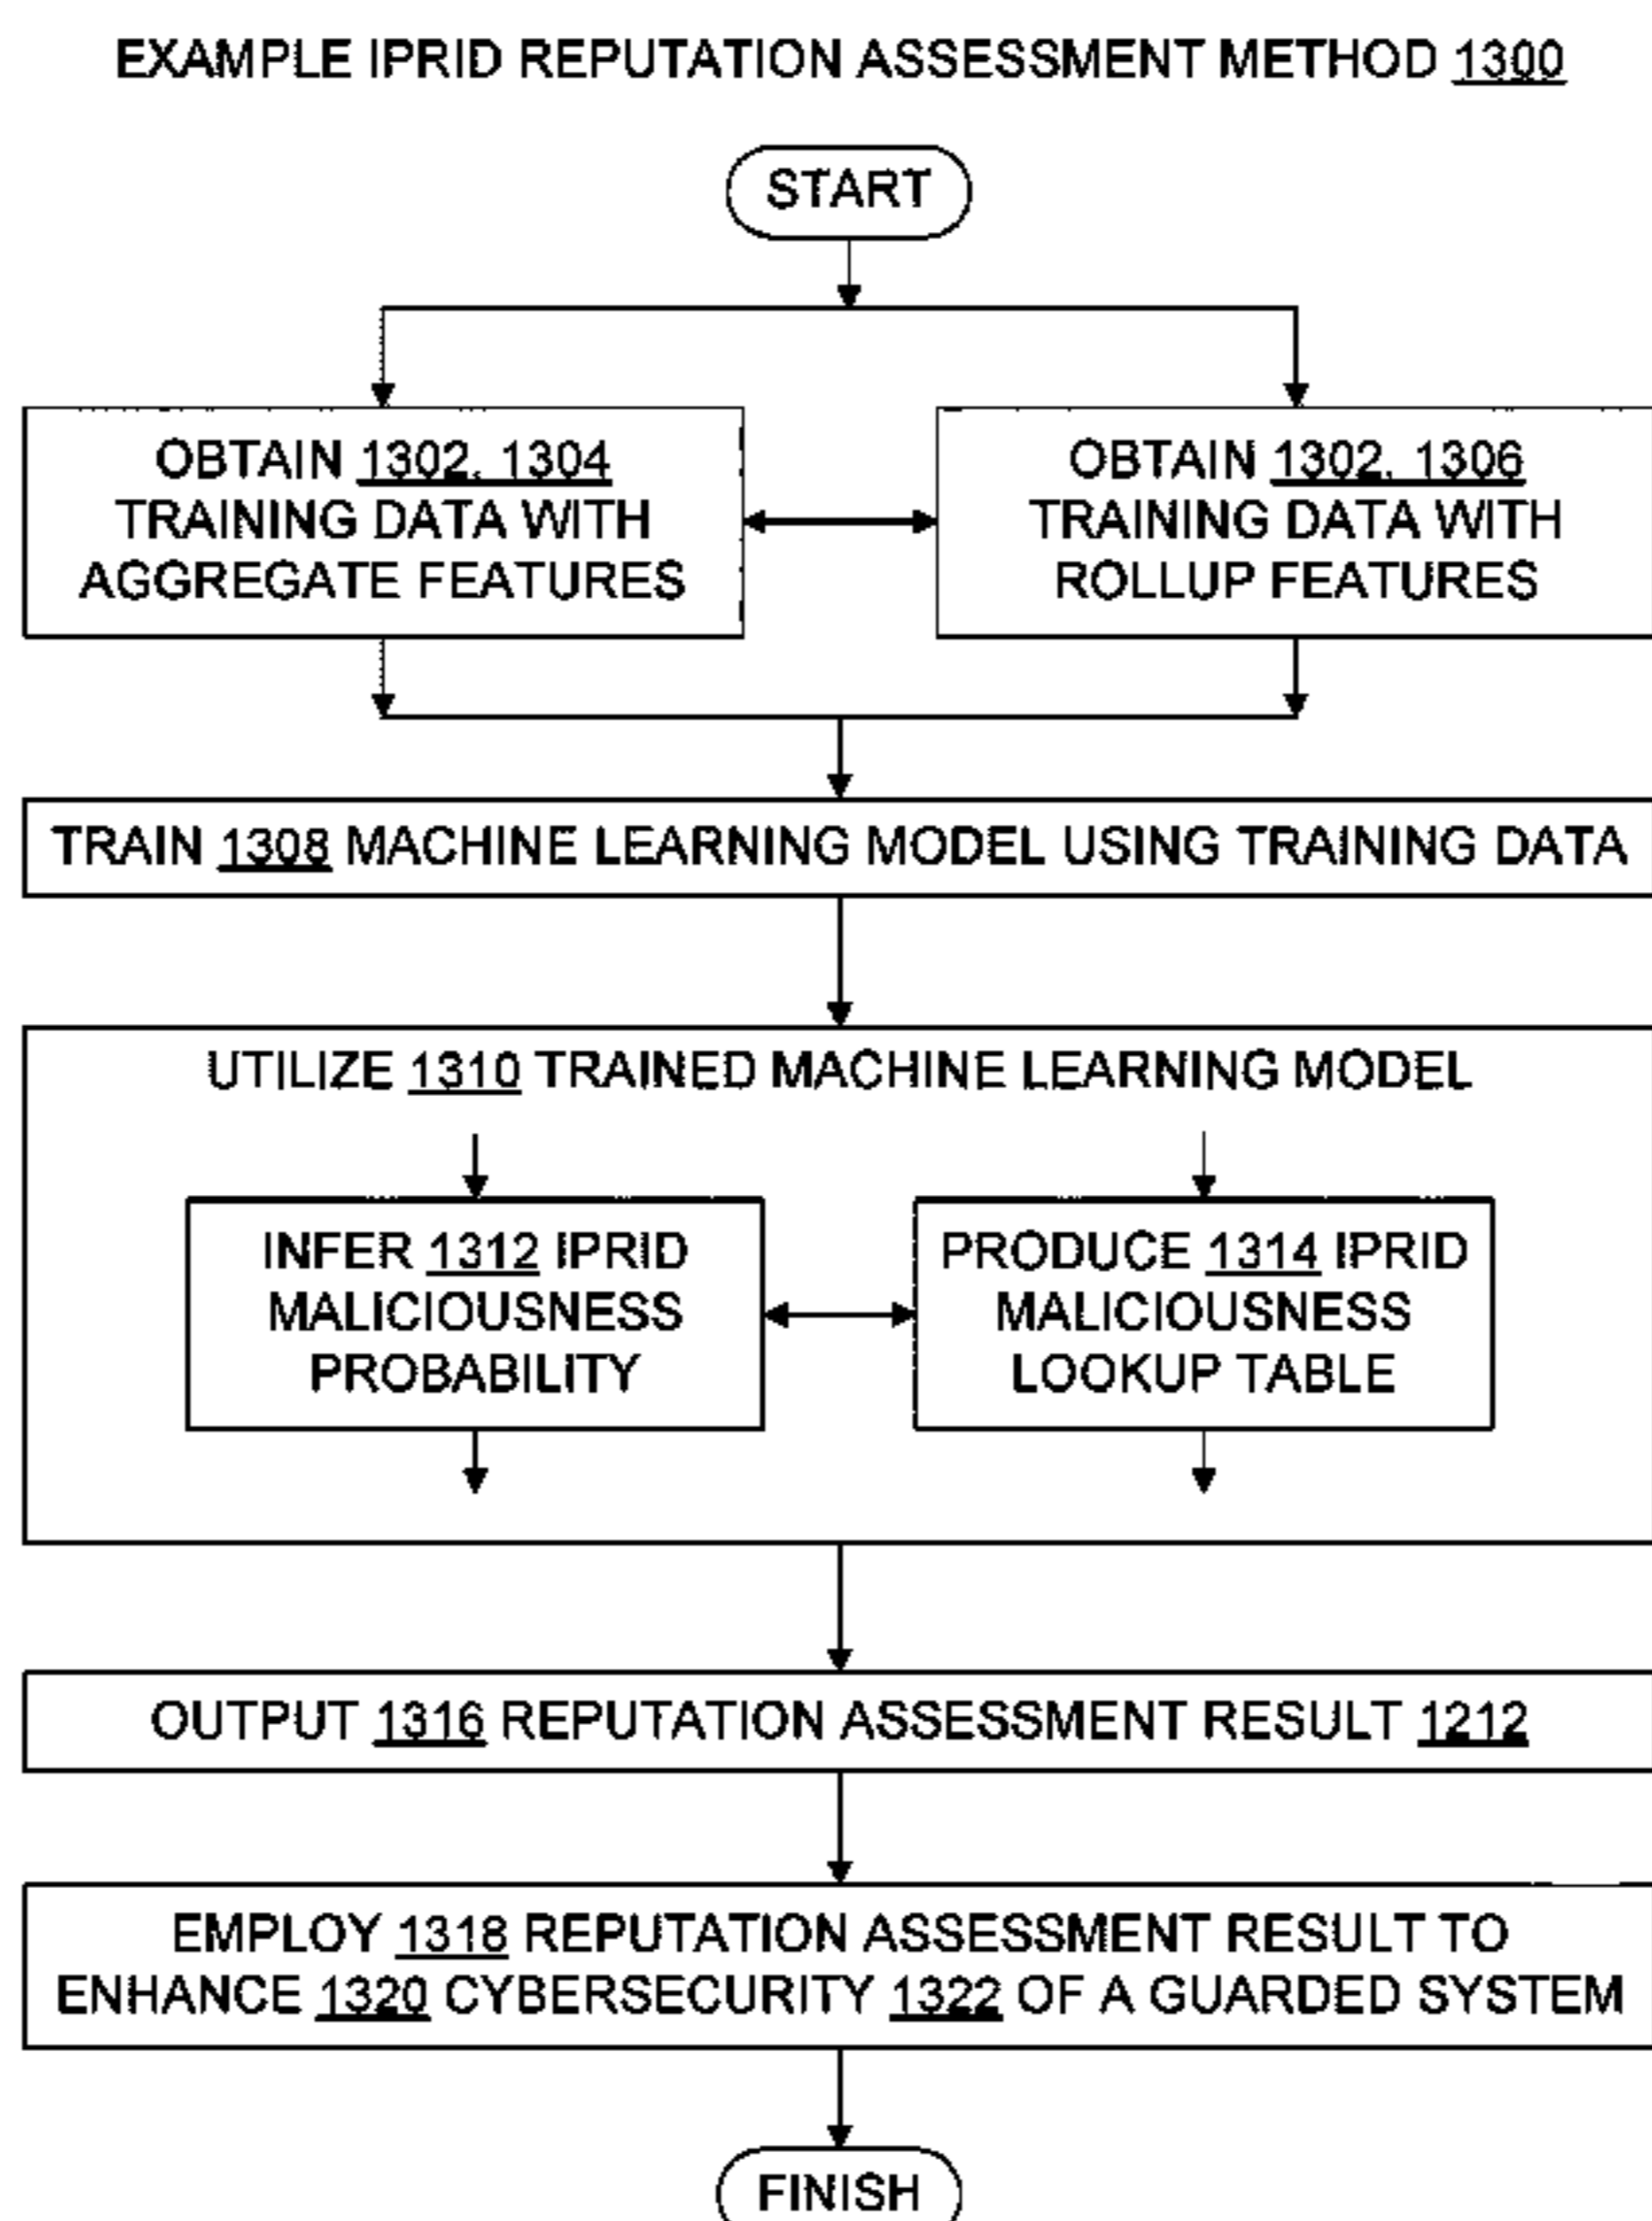 EXAMPLE IPRID REPUTATION ASSESSMENT METHOD 1300
START
OBTAIN 1302, 1304
TRAINING DATA WITH
AGGREGATE FEATURES
OBTAIN 1302, 1306
TRAINING DATA WITH
ROLLUP FEATURES
TRAIN 1308 MACHINE LEARNING MODEL USING TRAINING DATA
UTILIZE 1310 TRAINED MACHINE LEARNING MODEL
INFER 1312 IPRID
MALICIOUSNESS
PROBABILITY
PRODUCE 1314 IPRID
MALICIOUSNESS
LOOKUP TABLE
OUTPUT 1316 REPUTATION ASSESSMENT RESULT 1212
EMPLOY 1318 REPUTATION ASSESSMENT RESULT TO
ENHANCE 1320 CYBERSECURITY 1322 OF A GUARDED SYSTEM
FINISH